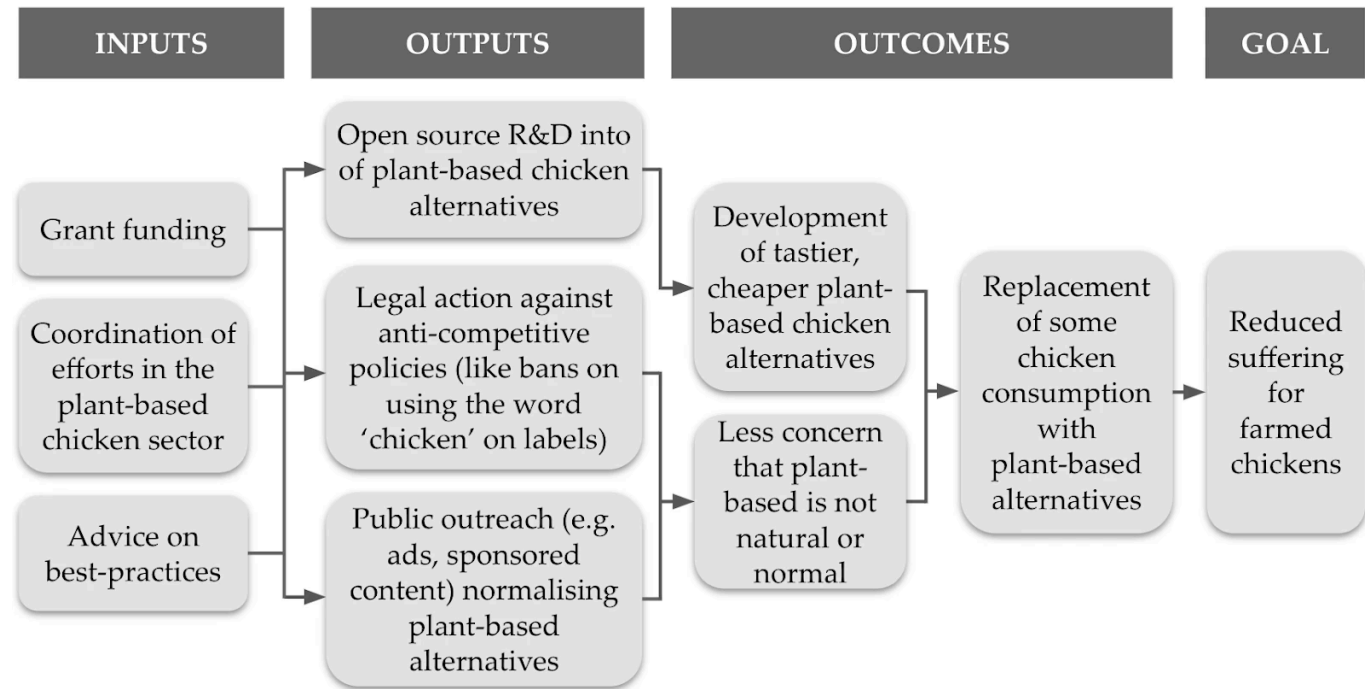 INPUTS
OUTPUTS
OUTCOMES
GOAL
Grant funding
Coordination of
efforts in the
plant-based
chicken sector
Advice on
best-practices
Open source R&D into
of plant-based chicken
alternatives
Legal action against
anti-competitive
policies (like bans on
using the word
‘chicken’ on labels)
Public outreach (e.g.
ads, sponsored
content) normalising
plant-based
alternatives
Development
of tastier,
cheaper plant-
based chicken
alternatives
Less concern
that plant-
based is not
natural or
normal
Replacement
of some
chicken
consumption
with
plant-based
alternatives
Reduced
suffering
for
farmed
chickens